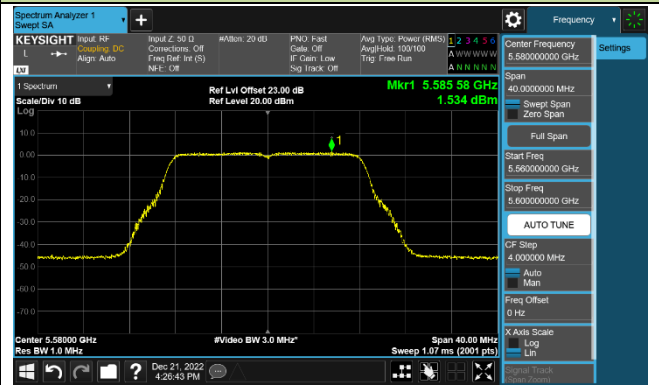 Spectrum Analyzer 1
Swept SA
Frequency
KEYSIGHT Input: RF Input Z: 50 Ω #Atten: 20 dB PNO: Fast Avg Type: Power (RMS) 1 2 3 4 5 6
L Coupling: DC Corrections: Off Gate: Off Avg|Hold: 100/100 A W W W W W
Align: Auto Freq Ref: Int (S) IF Gain: Low Trig: Free Run
LXI NFE: Off Sig Track: Off A N N N N N
Center Frequency
5.580000000 GHz
Settings
Span
40.0000000 MHz
Swept Span
Zero Span
Full Span
Start Freq
5.560000000 GHz
Stop Freq
5.600000000 GHz
AUTO TUNE
CF Step
4.000000 MHz
Auto
Man
Freq Offset
0 Hz
X Axis Scale
Log
Lin
Signal Track
(Span Zoom)
1 Spectrum
Scale/Div 10 dB
Ref Lvl Offset 23.00 dB
Ref Level 20.00 dBm
Mkr1 5.585 58 GHz
1.534 dBm
Log
10.0
0.00
-10.0
-20.0
-30.0
-40.0
-50.0
-60.0
-70.0
1
Center 5.58000 GHz #Video BW 3.0 MHz* Span 40.00 MHz
Res BW 1.0 MHz Sweep 1.07 ms (2001 pts)
Dec 21, 2022
4:26:43 PM